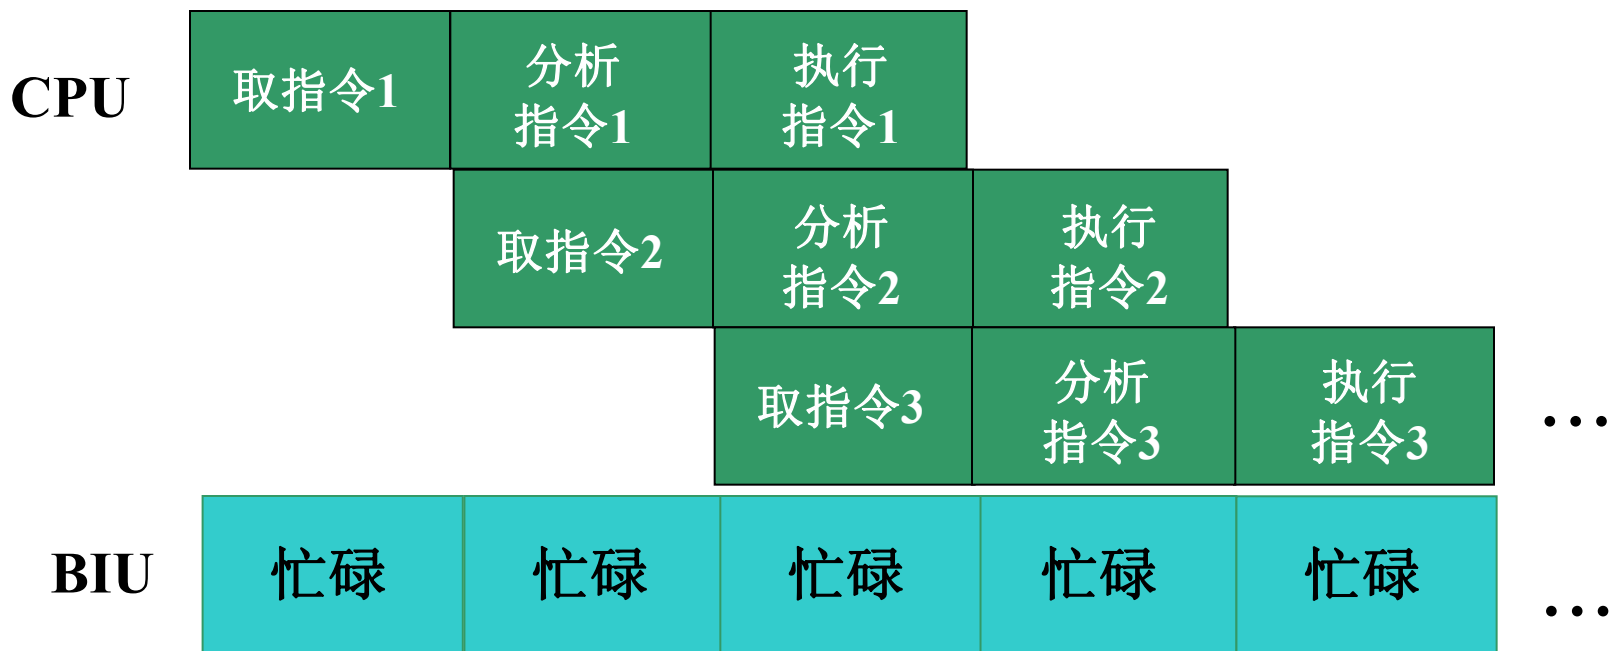 CPU
取指令1
分析
指令1
执行
指令1
取指令2
分析
指令2
执行
指令2
取指令3
分析
指令3
执行
指令3
…
BIU
忙碌
忙碌
忙碌
忙碌
忙碌
…